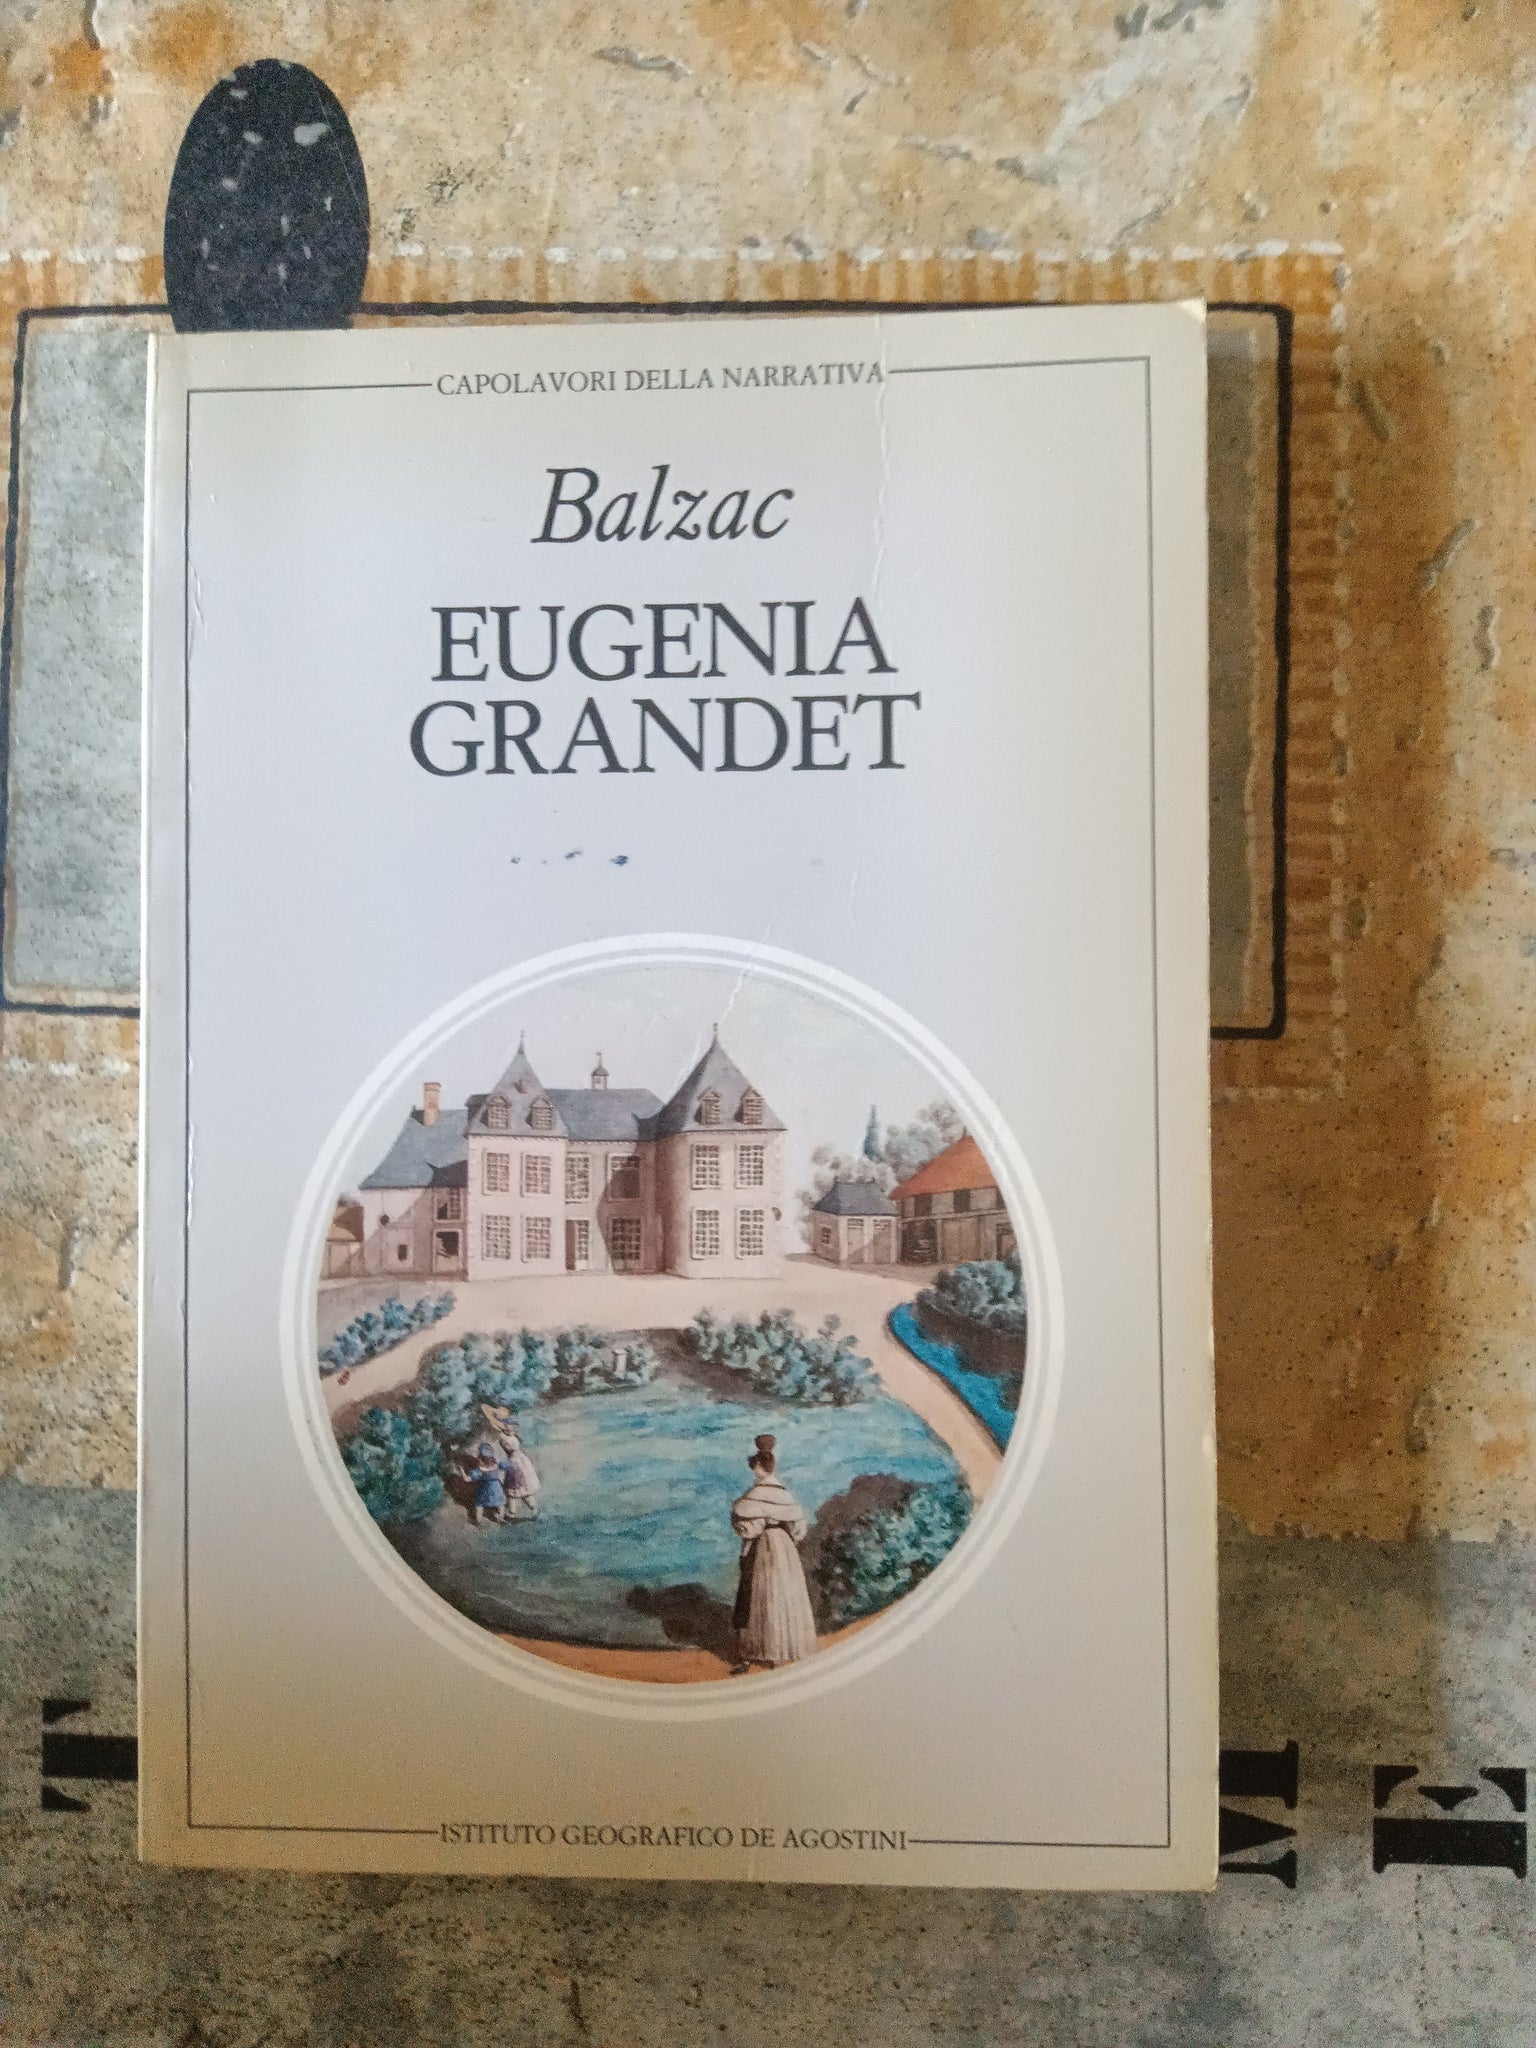 CAPOLAVORI DELLA NARRATIVA
Balzac
EUGENIA
GRANDET
ISTITUTO GEOGRAFICO DE AGOSTINI
T
M
E